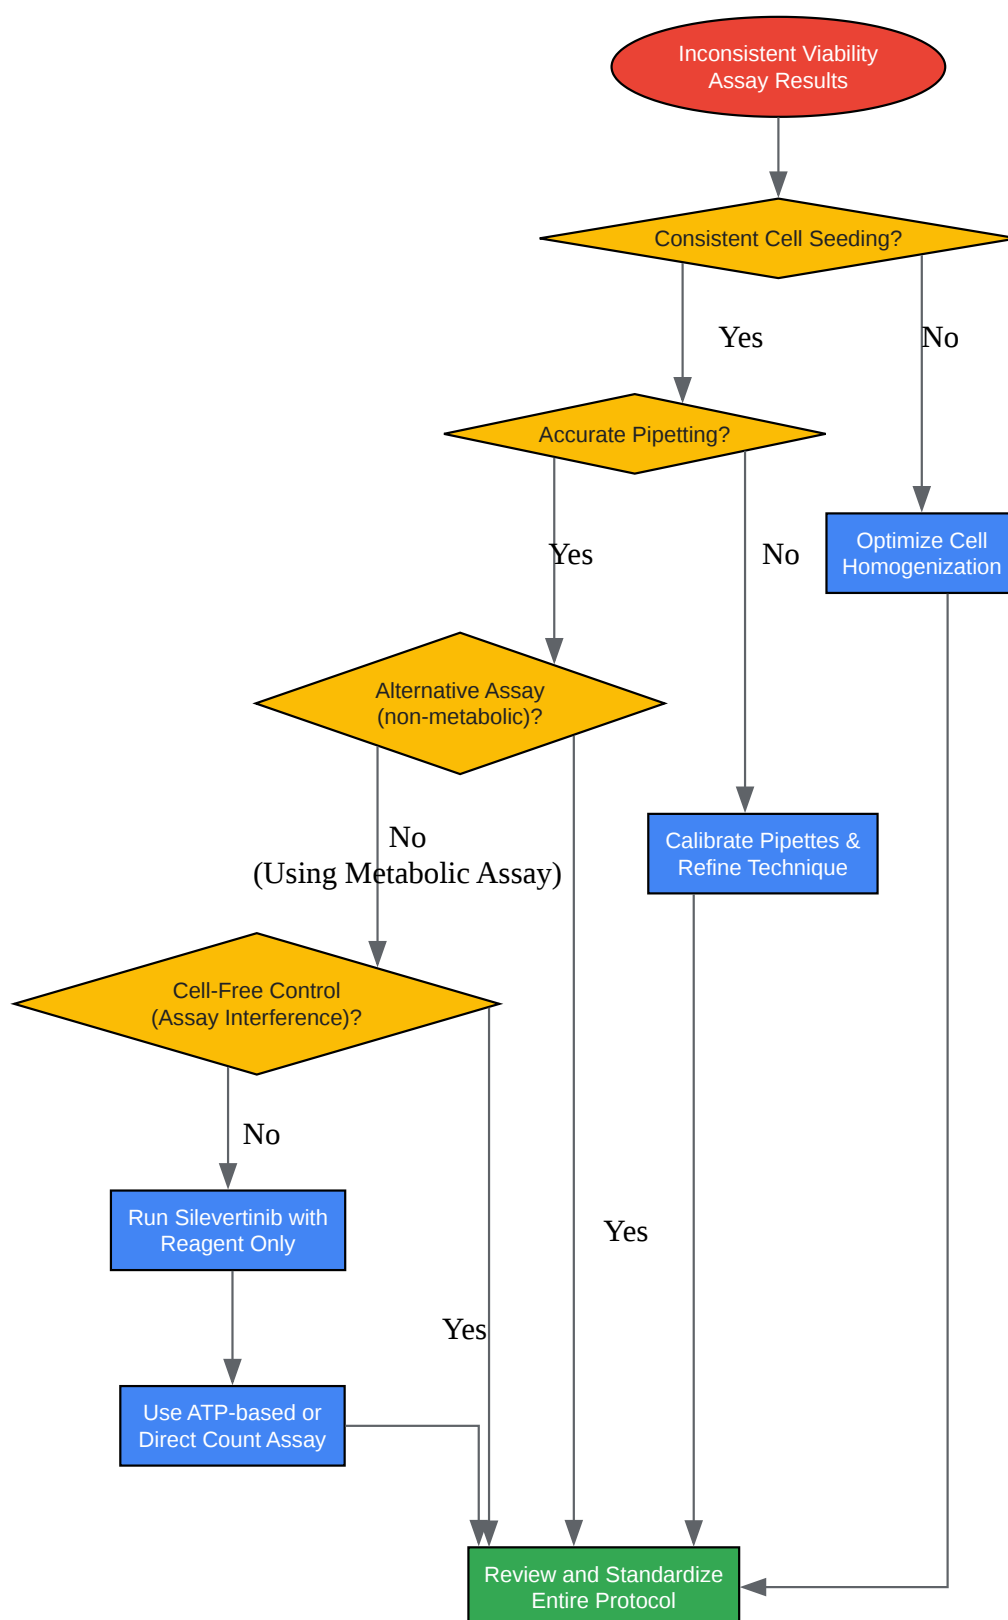 Inconsistent Viability
Assay Results
Consistent Cell Seeding?
Yes
No
Accurate Pipetting?
Yes
No
Optimize Cell
Homogenization
Alternative Assay
(non-metabolic)?
No
(Using Metabolic Assay)
Calibrate Pipettes &
Refine Technique
Cell-Free Control
(Assay Interference)?
No
Run Silevertinib with
Reagent Only
Yes
Yes
Use ATP-based or
Direct Count Assay
Review and Standardize
Entire Protocol